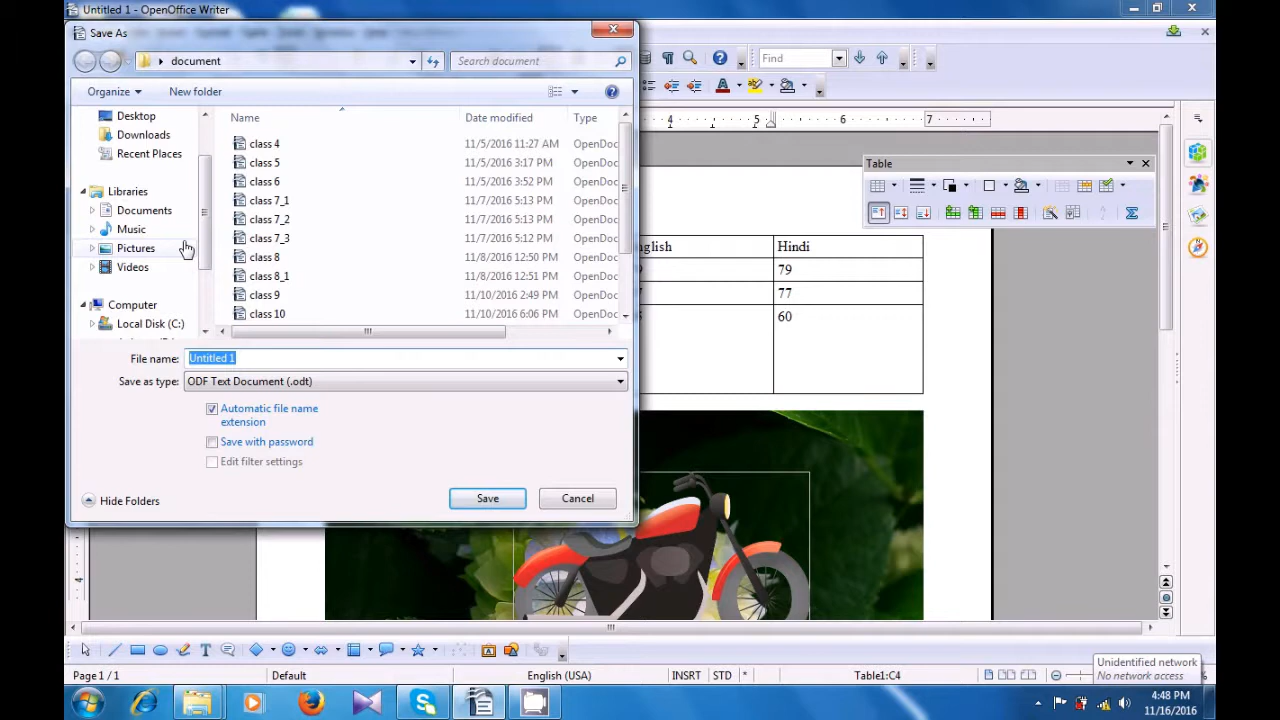 Untitled 1 - OpenOffice Writer
Save As
document
Search document
Find
Organize
New folder
4 5 6 7
Desktop
Downloads
Recent Places
Libraries
Documents
Music
Pictures
Videos
Computer
Local Disk (C:)
Name Date modified Type
class 4 11/5/2016 11:27 AM OpenDoc
class 5 11/5/2016 3:17 PM OpenDoc
class 6 11/5/2016 3:52 PM OpenDoc
class 7_1 11/7/2016 5:13 PM OpenDoc
class 7_2 11/7/2016 5:13 PM OpenDoc
class 7_3 11/7/2016 5:12 PM OpenDoc
class 8 11/8/2016 12:50 PM OpenDoc
class 8_1 11/8/2016 12:51 PM OpenDoc
class 9 11/10/2016 2:49 PM OpenDoc
class 10 11/10/2016 6:06 PM OpenDoc
File name: Untitled 1
Save as type: ODF Text Document (.odt)
Automatic file name
extension
Save with password
Edit filter settings
Hide Folders
Save
Cancel
Table
nglish Hindi
79
77
60
Page 1 / 1 Default English (USA) INSRT STD * Table1:C4
Unidentified network
No network access
4:48 PM
11/16/2016